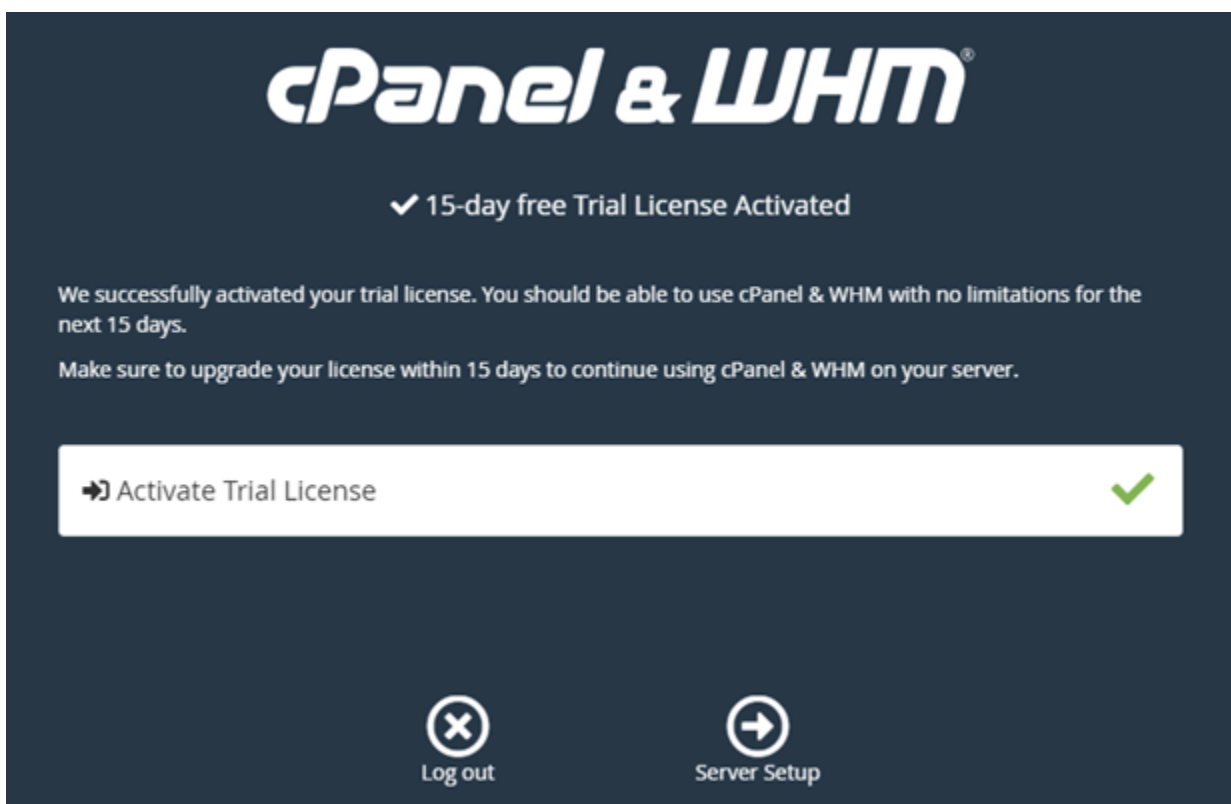 cPanel & WHM®
15-day free Trial License Activated
We successfully activated your trial license. You should be able to use cPanel & WHM with no limitations for the
next 15 days.
Make sure to upgrade your license within 15 days to continue using cPanel & WHM on your server.
Activate Trial License
Log out
Server Setup